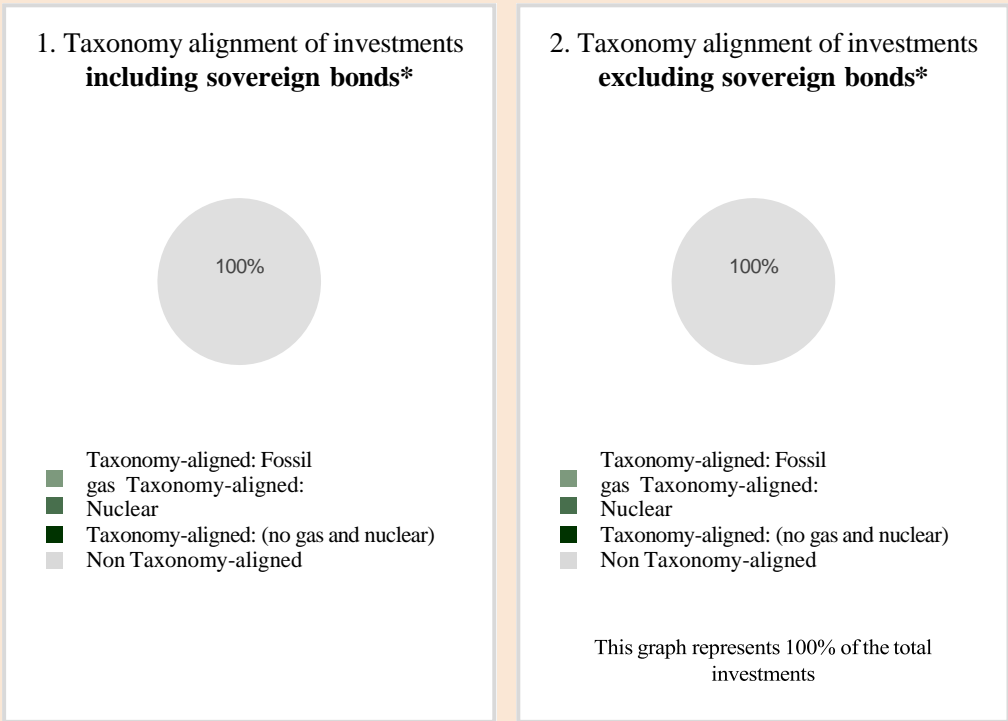 1. Taxonomy alignment of investments
including sovereign bonds*
100%
Taxonomy-aligned: Fossil
gas Taxonomy-aligned:
Nuclear
Taxonomy-aligned: (no gas and nuclear)
Non Taxonomy-aligned
2. Taxonomy alignment of investments
excluding sovereign bonds*
100%
Taxonomy-aligned: Fossil
gas Taxonomy-aligned:
Nuclear
Taxonomy-aligned: (no gas and nuclear)
Non Taxonomy-aligned
This graph represents 100% of the total
investments